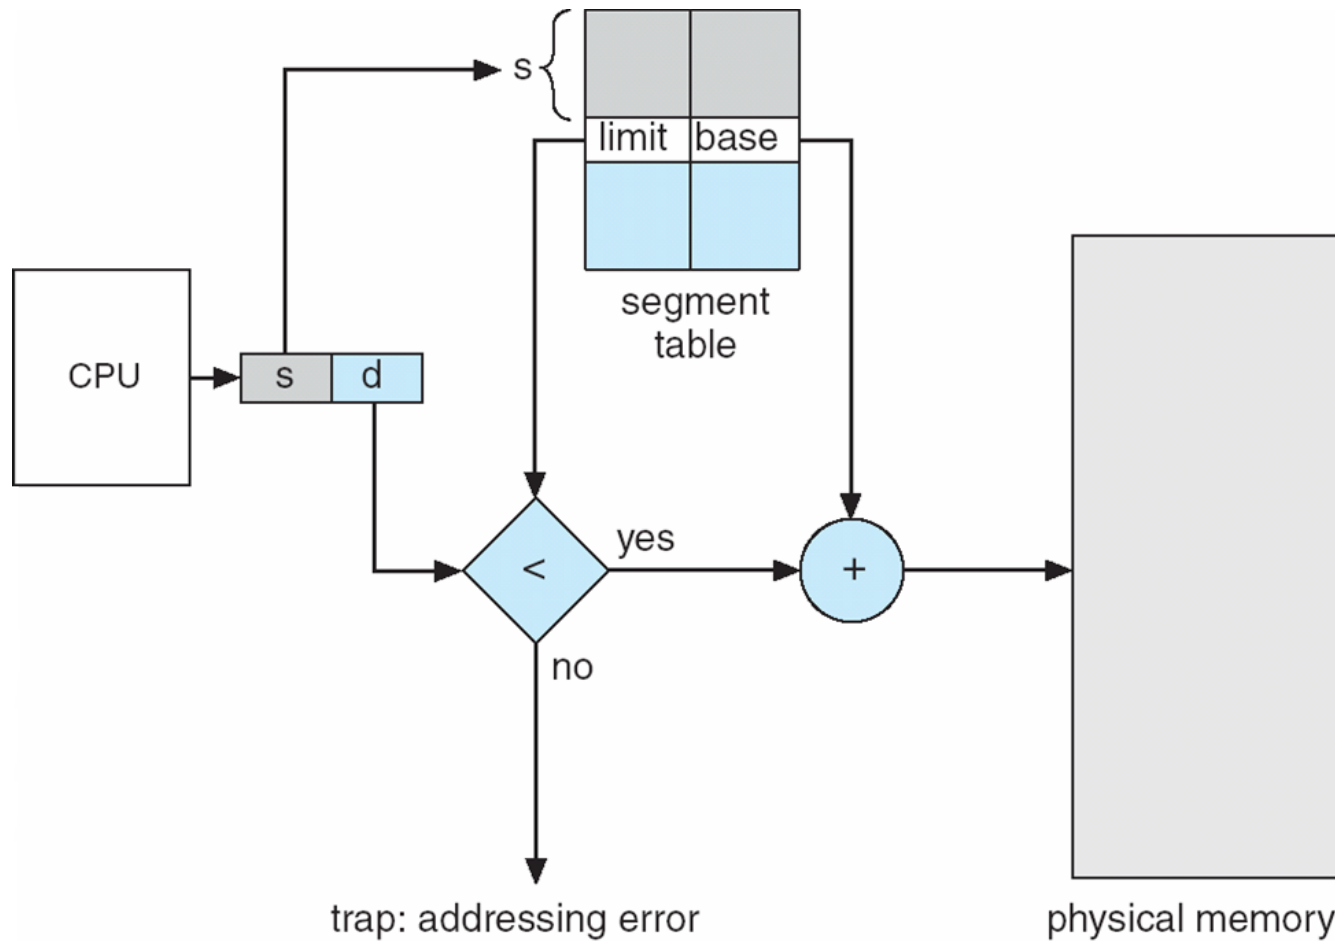 s
limit base
segment
table
CPU
s d
<
yes
+
no
trap: addressing error
physical memory